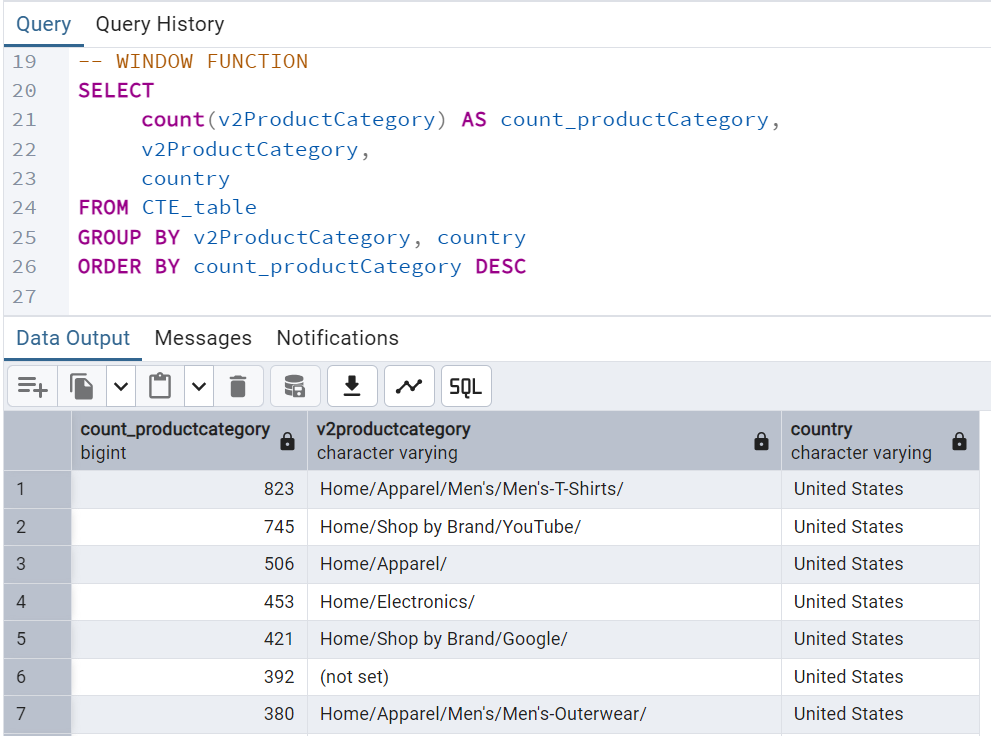 Query Query History
19 -- WINDOW FUNCTION
20 SELECT
21 count(v2ProductCategory) AS count_productCategory,
22 v2ProductCategory,
23 country
24 FROM CTE_table
25 GROUP BY v2ProductCategory, country
26 ORDER BY count_productCategory DESC
27
Data Output Messages Notifications
SQL
count_productcategory v2productcategory country
bigint character varying character varying
1 823 Home/Apparel/Men's/Men's-T-Shirts/ United States
2 745 Home/Shop by Brand/YouTube/ United States
3 506 Home/Apparel/ United States
4 453 Home/Electronics/ United States
5 421 Home/Shop by Brand/Google/ United States
6 392 (not set) United States
7 380 Home/Apparel/Men's/Men's-Outerwear/ United States